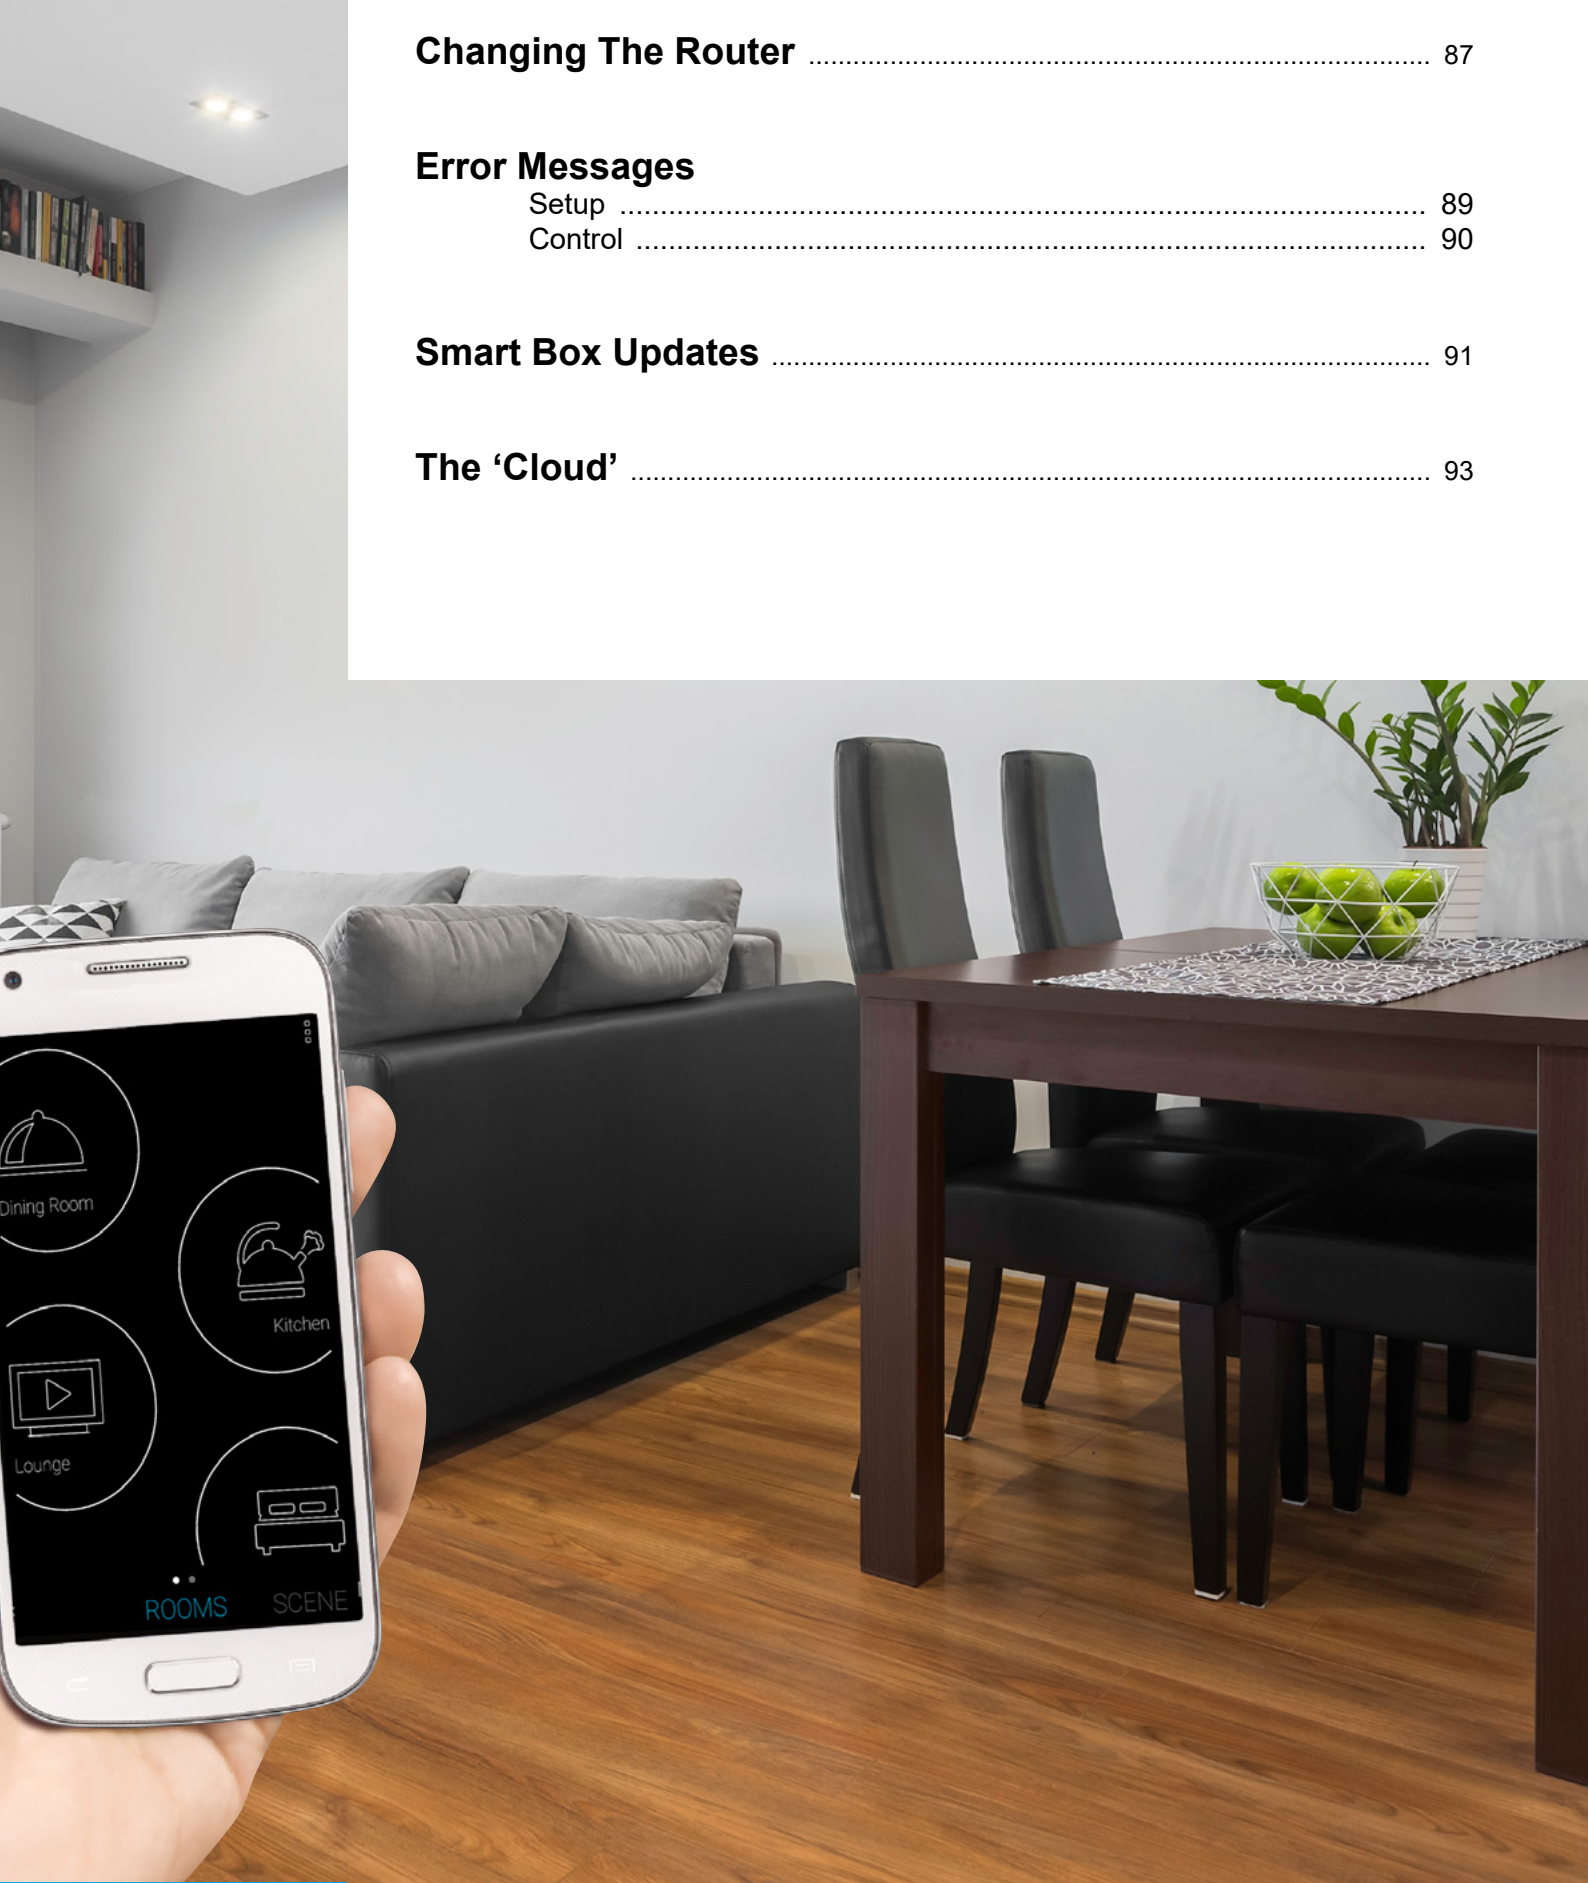 Changing The Router ........................................................................................ 87
Error Messages
Setup .......................................................................................... 89
Control ........................................................................................ 90
Smart Box Updates ............................................................................................. 91
The ‘Cloud’ ................................................................................................................. 93
Dining Room
Kitchen
Lounge
ROOMS SCENE